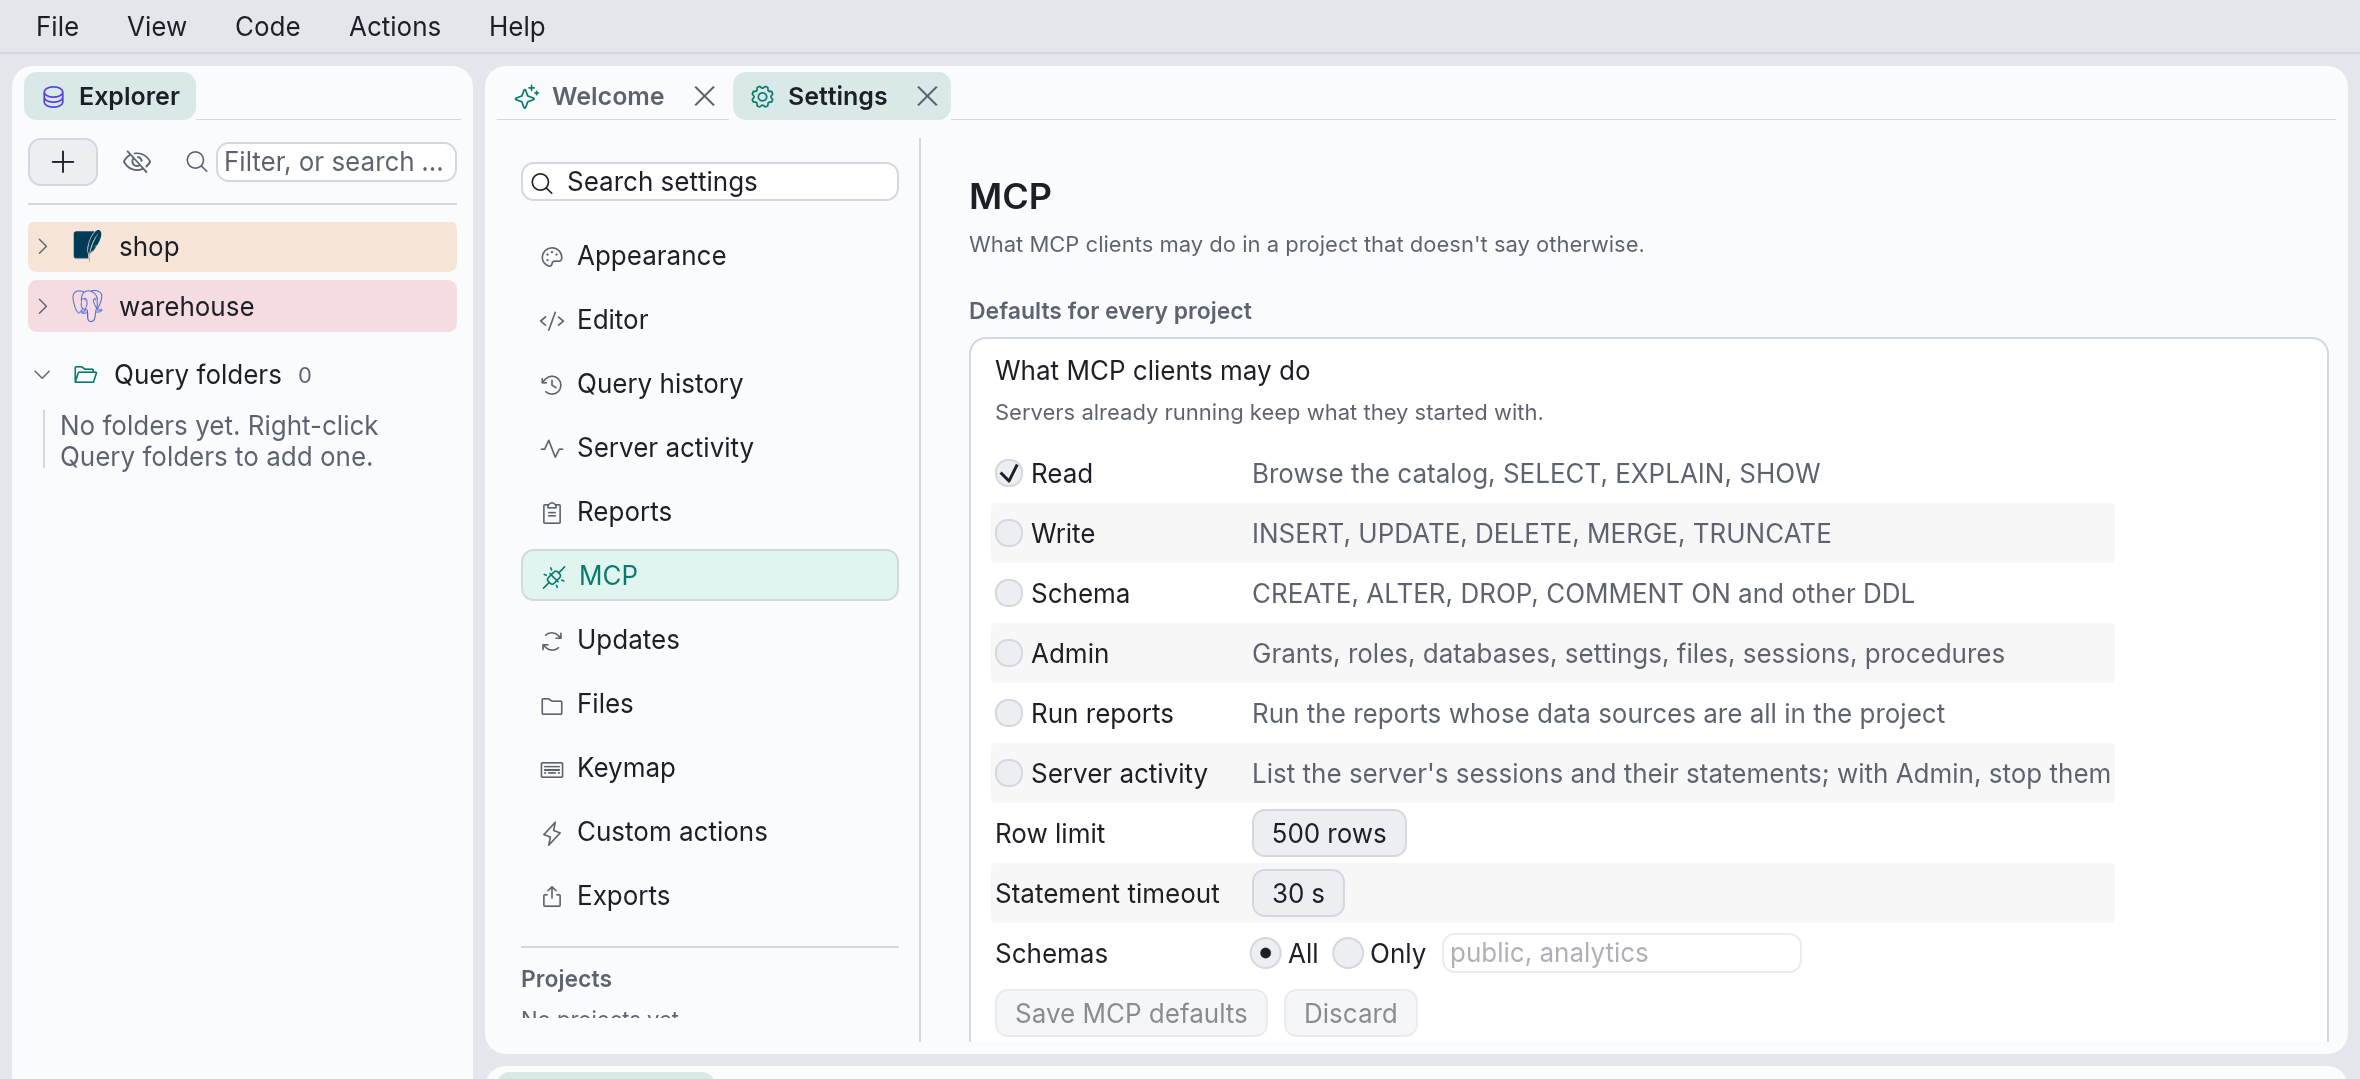 File View Code Actions Help
Explorer
Welcome Settings
Filter, or search ...
shop
warehouse
Query folders 0
No folders yet. Right-click
Query folders to add one.
Search settings
Appearance
Editor
Query history
Server activity
Reports
MCP
Updates
Files
Keymap
Custom actions
Exports
Projects
No projects yet
MCP
What MCP clients may do in a project that doesn't say otherwise.
Defaults for every project
What MCP clients may do
Servers already running keep what they started with.
Read Browse the catalog, SELECT, EXPLAIN, SHOW
Write INSERT, UPDATE, DELETE, MERGE, TRUNCATE
Schema CREATE, ALTER, DROP, COMMENT ON and other DDL
Admin Grants, roles, databases, settings, files, sessions, procedures
Run reports Run the reports whose data sources are all in the project
Server activity List the server's sessions and their statements; with Admin, stop them
Row limit 500 rows
Statement timeout 30 s
Schemas All Only public, analytics
Save MCP defaults Discard